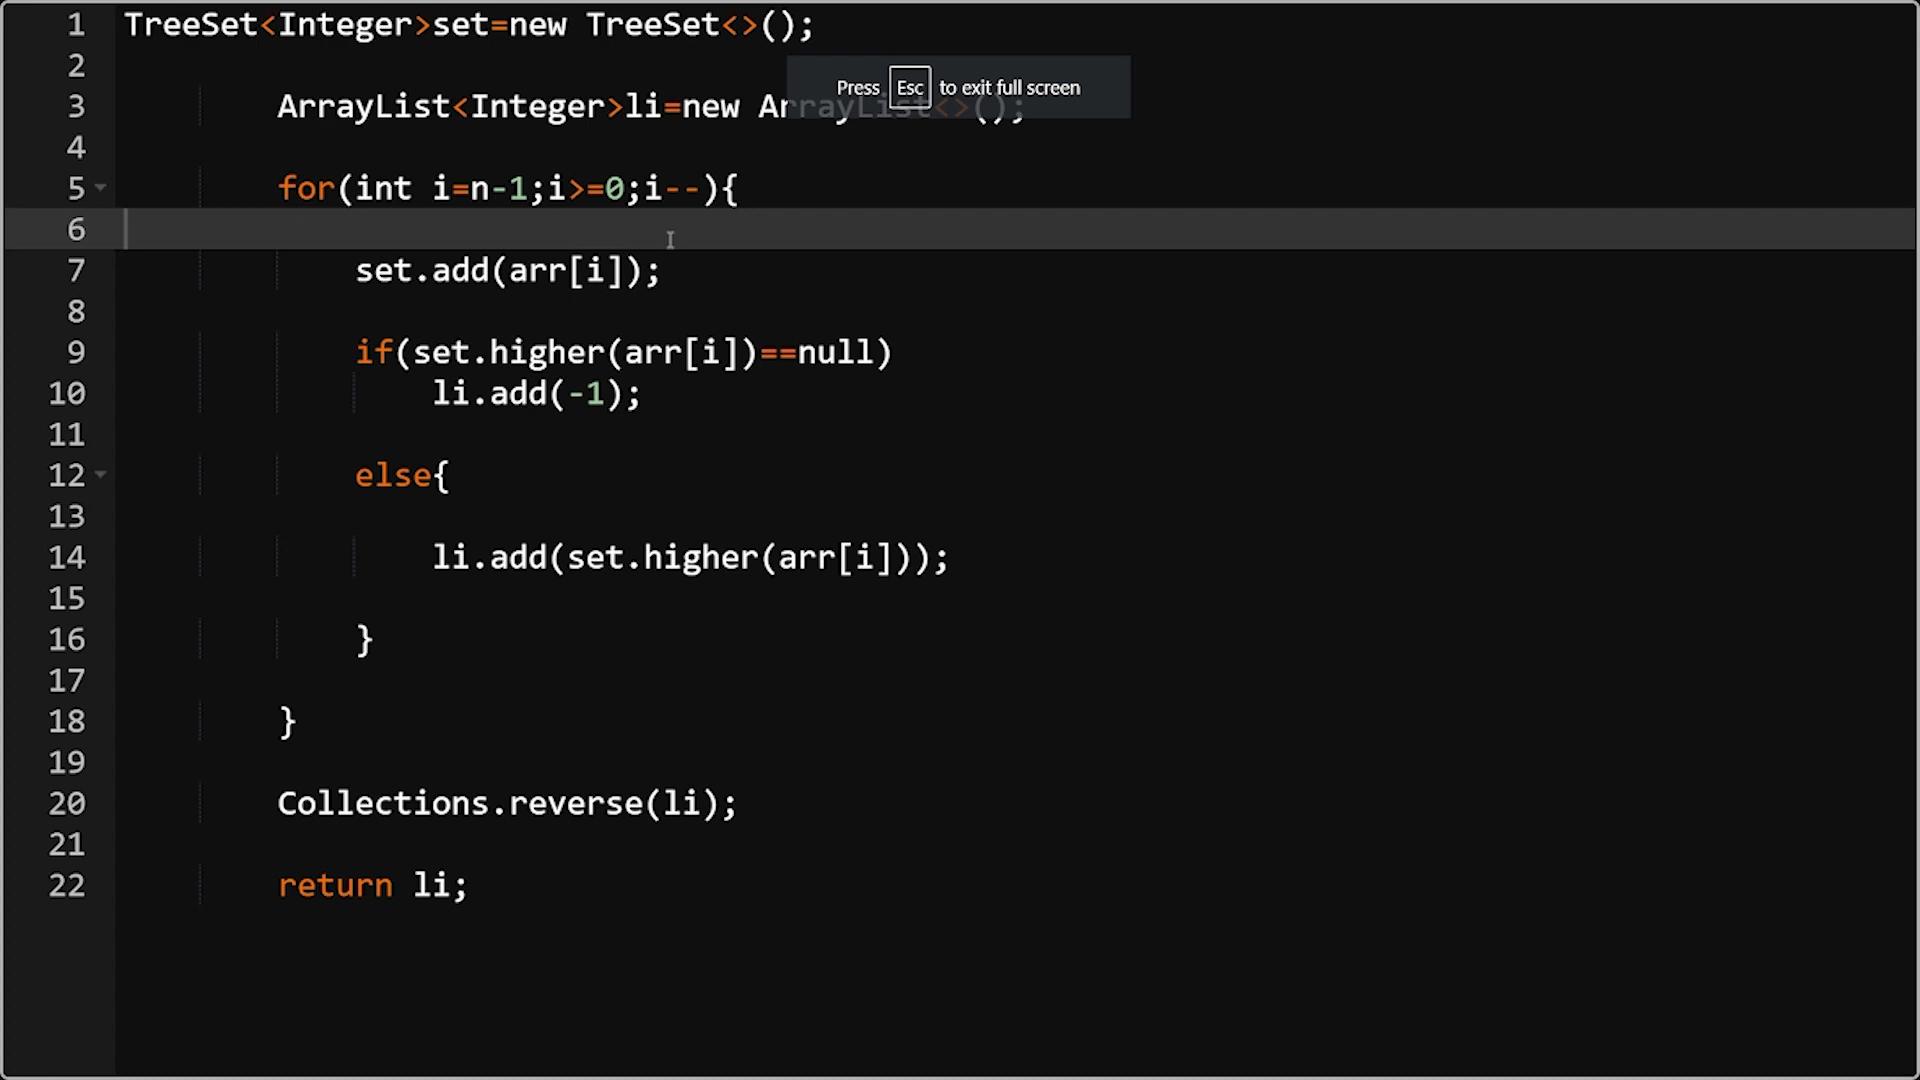 1 TreeSet<Integer>set=new TreeSet<>();
2
Press Esc to exit full screen
3 ArrayList<Integer>li=new ArrayList<>();
4
5 for(int i=n-1;i>=0;i--){
6
7 set.add(arr[i]);
8
9 if(set.higher(arr[i])==null)
10 li.add(-1);
11
12 else{
13
14 li.add(set.higher(arr[i]));
15
16 }
17
18 }
19
20 Collections.reverse(li);
21
22 return li;